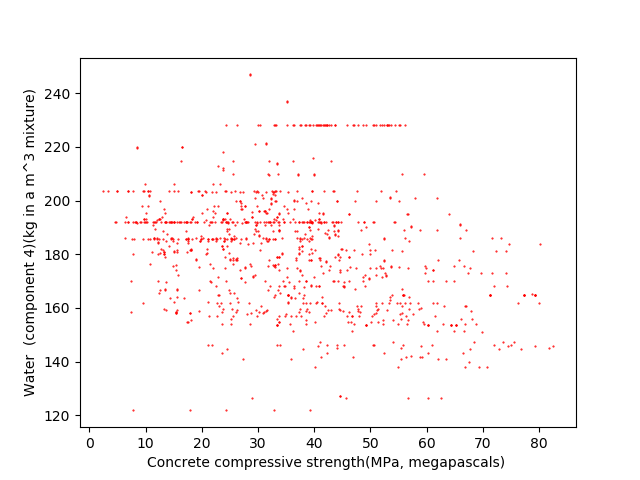 240
220
200
180
160
140
120
Water  (component 4)(kg in a m^3 mixture)
0 10 20 30 40 50 60 70 80
Concrete compressive strength(MPa, megapascals)